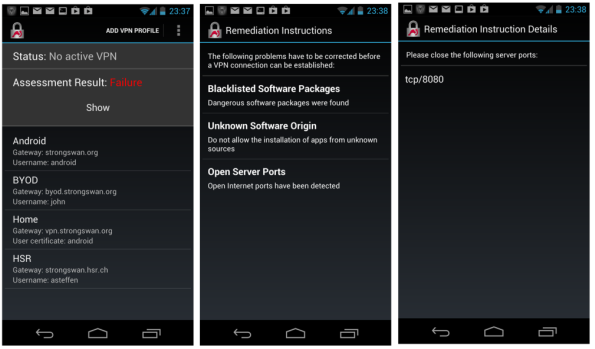 23:37
ADD VPN PROFILE
Status: No active VPN
Assessment Result: Failure
Show
Android
Gateway: strongswan.org
Username: android
BYOD
Gateway: byod.strongswan.org
Username: john
Home
Gateway: vpn.strongswan.org
User certificate: android
HSR
Gateway: strongswan.hsr.ch
Username: asteffen
23:38
Remediation Instructions
The following problems have to be corrected before
a VPN connection can be established:
Blacklisted Software Packages
Dangerous software packages were found
Unknown Software Origin
Do not allow the installation of apps from unknown
sources
Open Server Ports
Open Internet ports have been detected
23:38
Remediation Instruction Details
Please close the following server ports:
tcp/8080